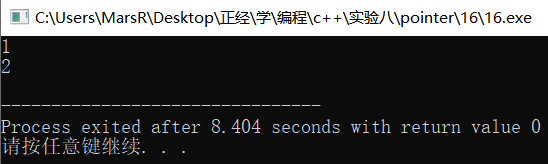 C:\Users\MarsR\Desktop\正经\学\编程\c++\实验八\pointer\16\16.exe
1
2
--------------------------------
Process exited after 8.404 seconds with return value 0
请按任意键继续. . .